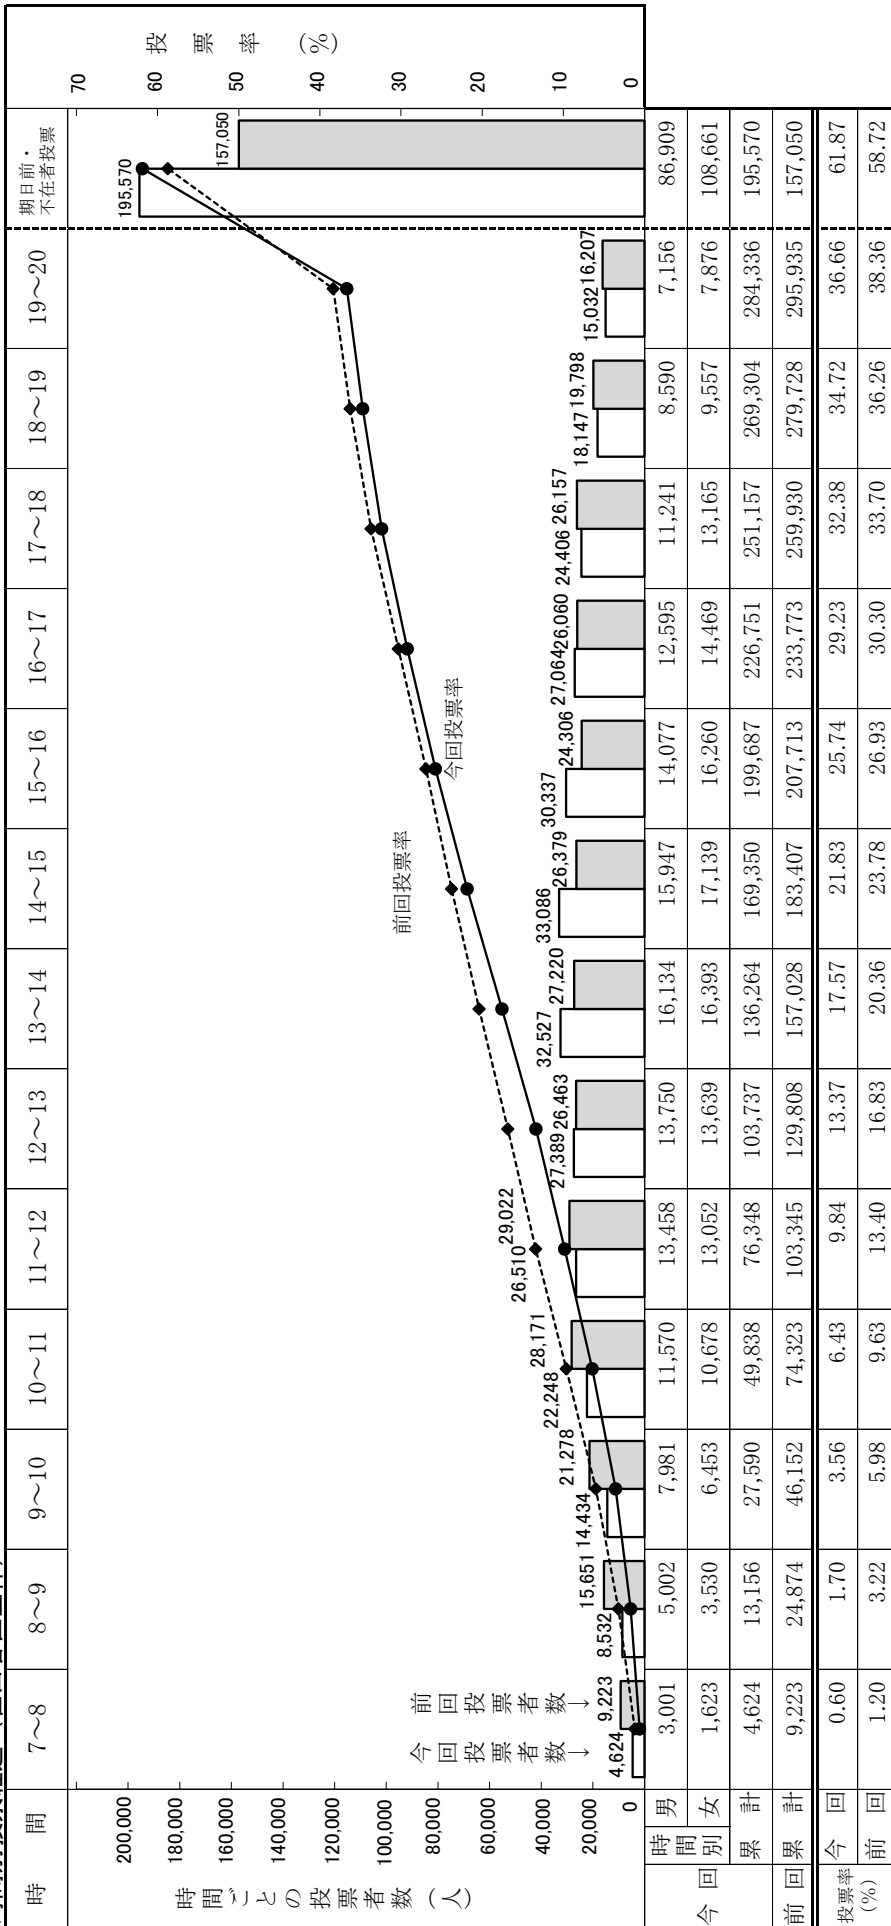 時　間 7～8 8～9 9～10 10～11 11～12 12～13 13～14 14～15 15～16 16～17 17～18 18～19 19～20 期日前・不在者投票
時間ごとの投票者数（人）
200,000
180,000
160,000
140,000
120,000
100,000
80,000
60,000
40,000
20,000
0
投　票　率　（％）
70
60
50
40
30
20
10
0
今回投票者数↓
前回投票者数↓
前回投票率
今回投票率
4,624 9,223
8,532 15,651
14,434 21,278
22,248 28,171
26,510 29,022
27,389 26,463
32,527 27,220
33,086 26,379
30,337 24,306
27,064 26,060
24,406 26,157
18,147 19,798
15,032 16,207
195,570 157,050
今　回 時間別 男 3,001 5,002 7,981 11,570 13,458 13,750 16,134 15,947 14,077 12,595 11,241 8,590 7,156 86,909
女 1,623 3,530 6,453 10,678 13,052 13,639 16,393 17,139 16,260 14,469 13,165 9,557 7,876 108,661
累　計 4,624 13,156 27,590 49,838 76,348 103,737 136,264 169,350 199,687 226,751 251,157 269,304 284,336 195,570
前　回 累　計 9,223 24,874 46,152 74,323 103,345 129,808 157,028 183,407 207,713 233,773 259,930 279,728 295,935 157,050
投票率（％） 今　回 0.60 1.70 3.56 6.43 9.84 13.37 17.57 21.83 25.74 29.23 32.38 34.72 36.66 61.87
前　回 1.20 3.22 5.98 9.63 13.40 16.83 20.36 23.78 26.93 30.30 33.70 36.26 38.36 58.72